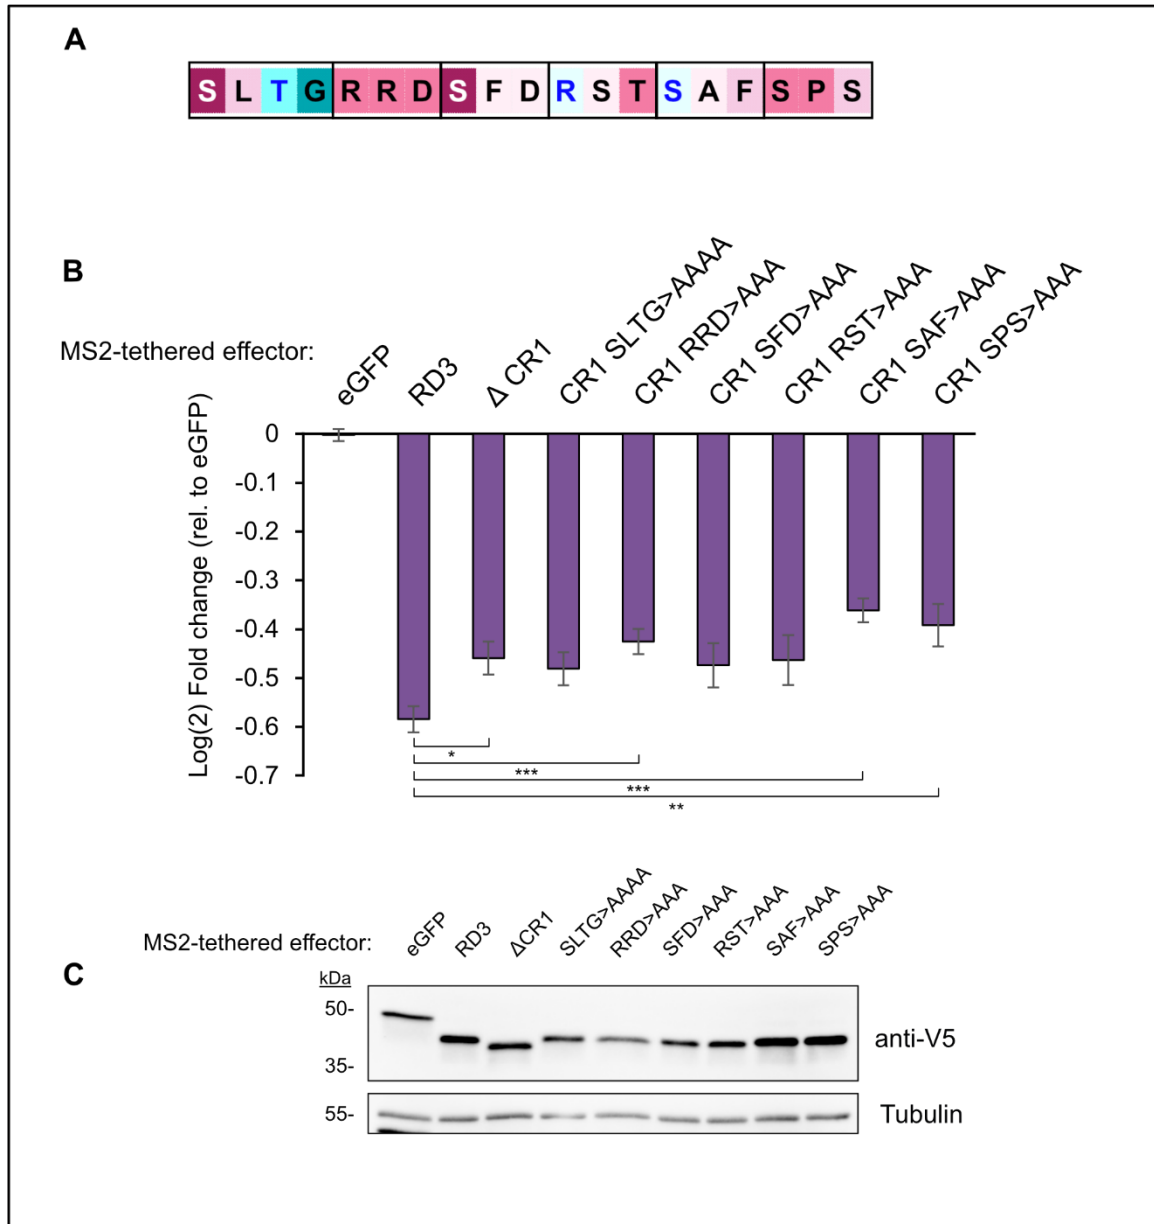 A
S L T G R R D S F D R S T S A F S P S
B
MS2-tethered effector:
eGFP
RD3
Δ CR1
CR1 SLTG>AAAA
CR1 RRD>AAA
CR1 SFD>AAA
CR1 RST>AAA
CR1 SAF>AAA
CR1 SPS>AAA
Log(2) Fold change (rel. to eGFP)
0
-0.1
-0.2
-0.3
-0.4
-0.5
-0.6
-0.7
*
***
***
**
MS2-tethered effector:
eGFP
RD3
ΔCR1
SLTG>AAAA
RRD>AAA
SFD>AAA
RST>AAA
SAF>AAA
SPS>AAA
C
kDa
50-
35-
anti-V5
55-
Tubulin